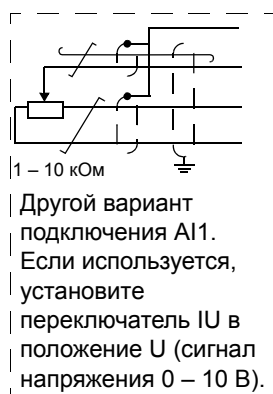 1 – 10 кОм
Другой вариант
подключения AI1.
Если используется,
установите
переключатель IU в
положение U (сигнал
напряжения 0 – 10 В).